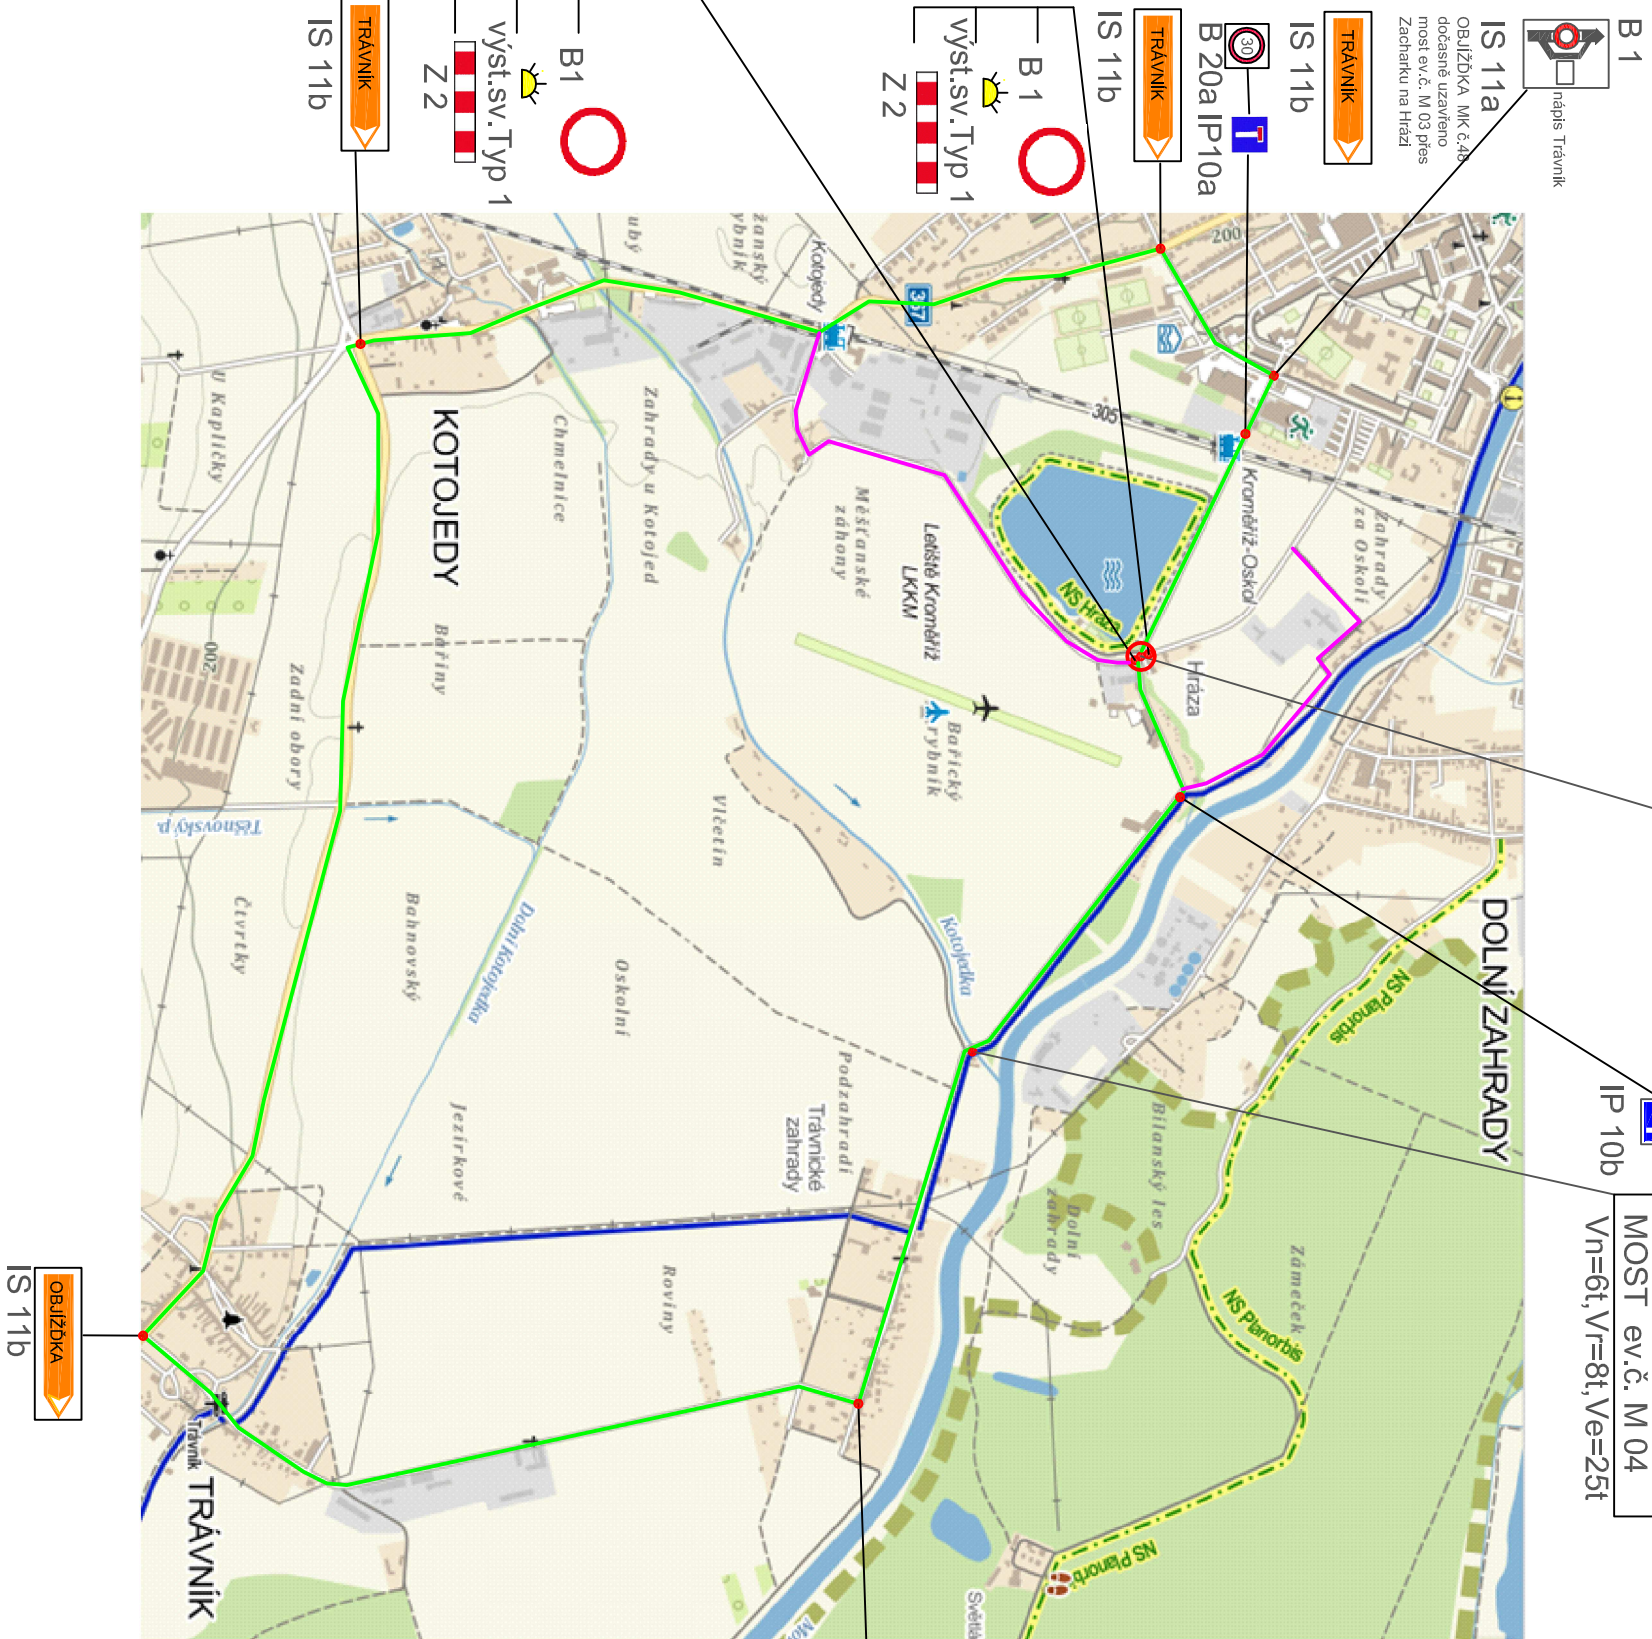 B 1
nápis Trávník
IS 11a
OBJÍŽĎKA MK č.48
dočasně uzavřeno
most ev.č. M 03 přes
Zacharku na Hrázi
TRÁVNÍK
IS 11b
30
B 20a IP10a
TRÁVNÍK
IS 11b
B 1
výst.sv.Typ 1
Z 2
B1
výst.sv.Typ 1
Z 2
TRÁVNÍK
IS 11b
OBJÍŽĎKA
IS 11b
IP 10b
MOST ev.č. M 04
Vn=6t,Vr=8t,Ve=25t
DOLNÍ ZAHRADY
KOTOJEDY
TRÁVNÍK
Trávník
200
305
Kotojedy
Kroměříž-Oskol
Zahrady
za Oskolí
Hráza
NS Hráza
Letiště Kroměříž
LKKM
Měšťanské
záhony
Bařický
rybník
Zahrady u Kotojed
Chmelnice
U Kapličky
Bařiny
200
Zadní obory
Těšnovský p.
Vlčetín
Čtvrtky
Bahnovský
Dolní Kotojedka
Oskolní
Kotojedka
Jezírkové
Podzahradí
Trávnické
zahrady
Roviny
NS Planorbis
Bílanský les
Dolní
zahrady
Zámeček
NS Planorbis
Světlá